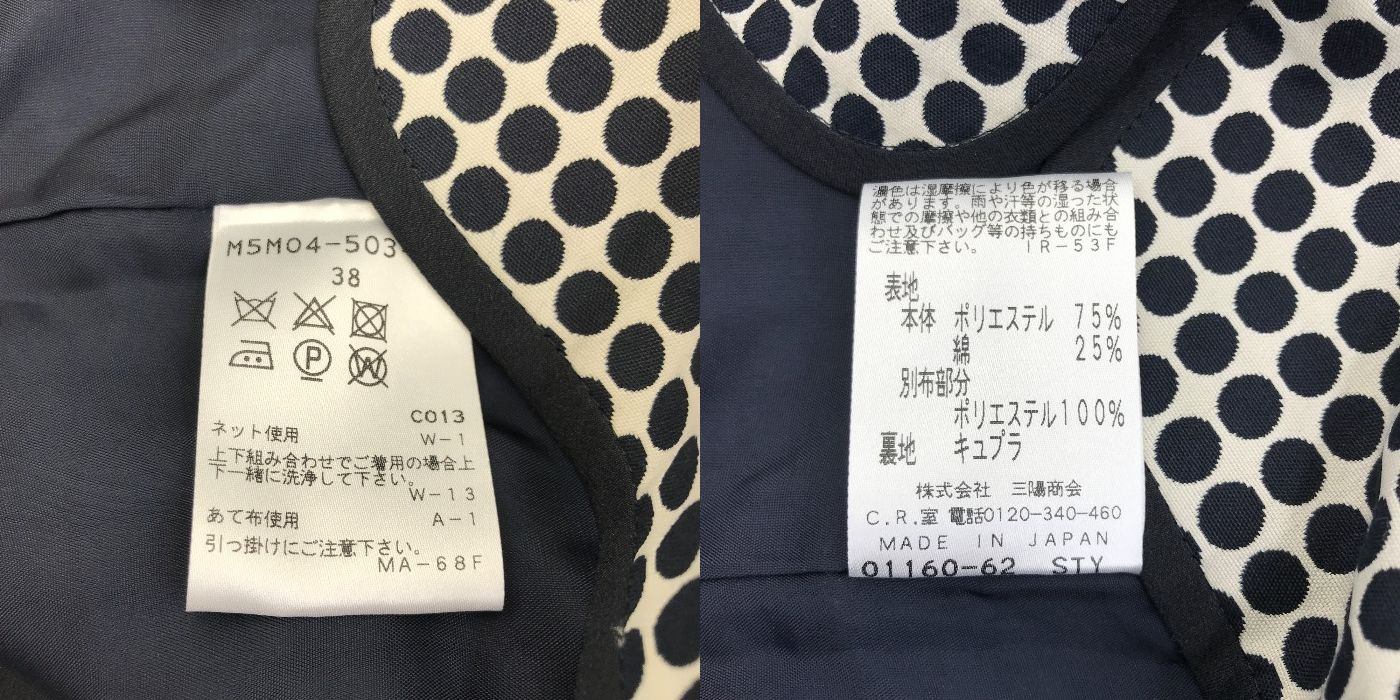 M5M04-503
38
P
W
C013
ネット使用
W-1
上下組み合わせでご着用の場合上
下一緒に洗浄して下さい。
W-13
あて布使用 A-1
引っ掛けにご注意下さい。
MA-68F
濃色は湿摩擦により色が移る場合
があります。雨や汗等の湿った状
態での摩擦や他の衣類との組み合
わせ及びバッグ等の持ちものにも
ご注意下さい。 IR-53F
表地
本体 ポリエステル 75%
綿 25%
別布部分
ポリエステル100%
裏地 キュプラ
株式会社 三陽商会
C.R.室 電話0120-340-460
MADE IN JAPAN
01160-62 STY